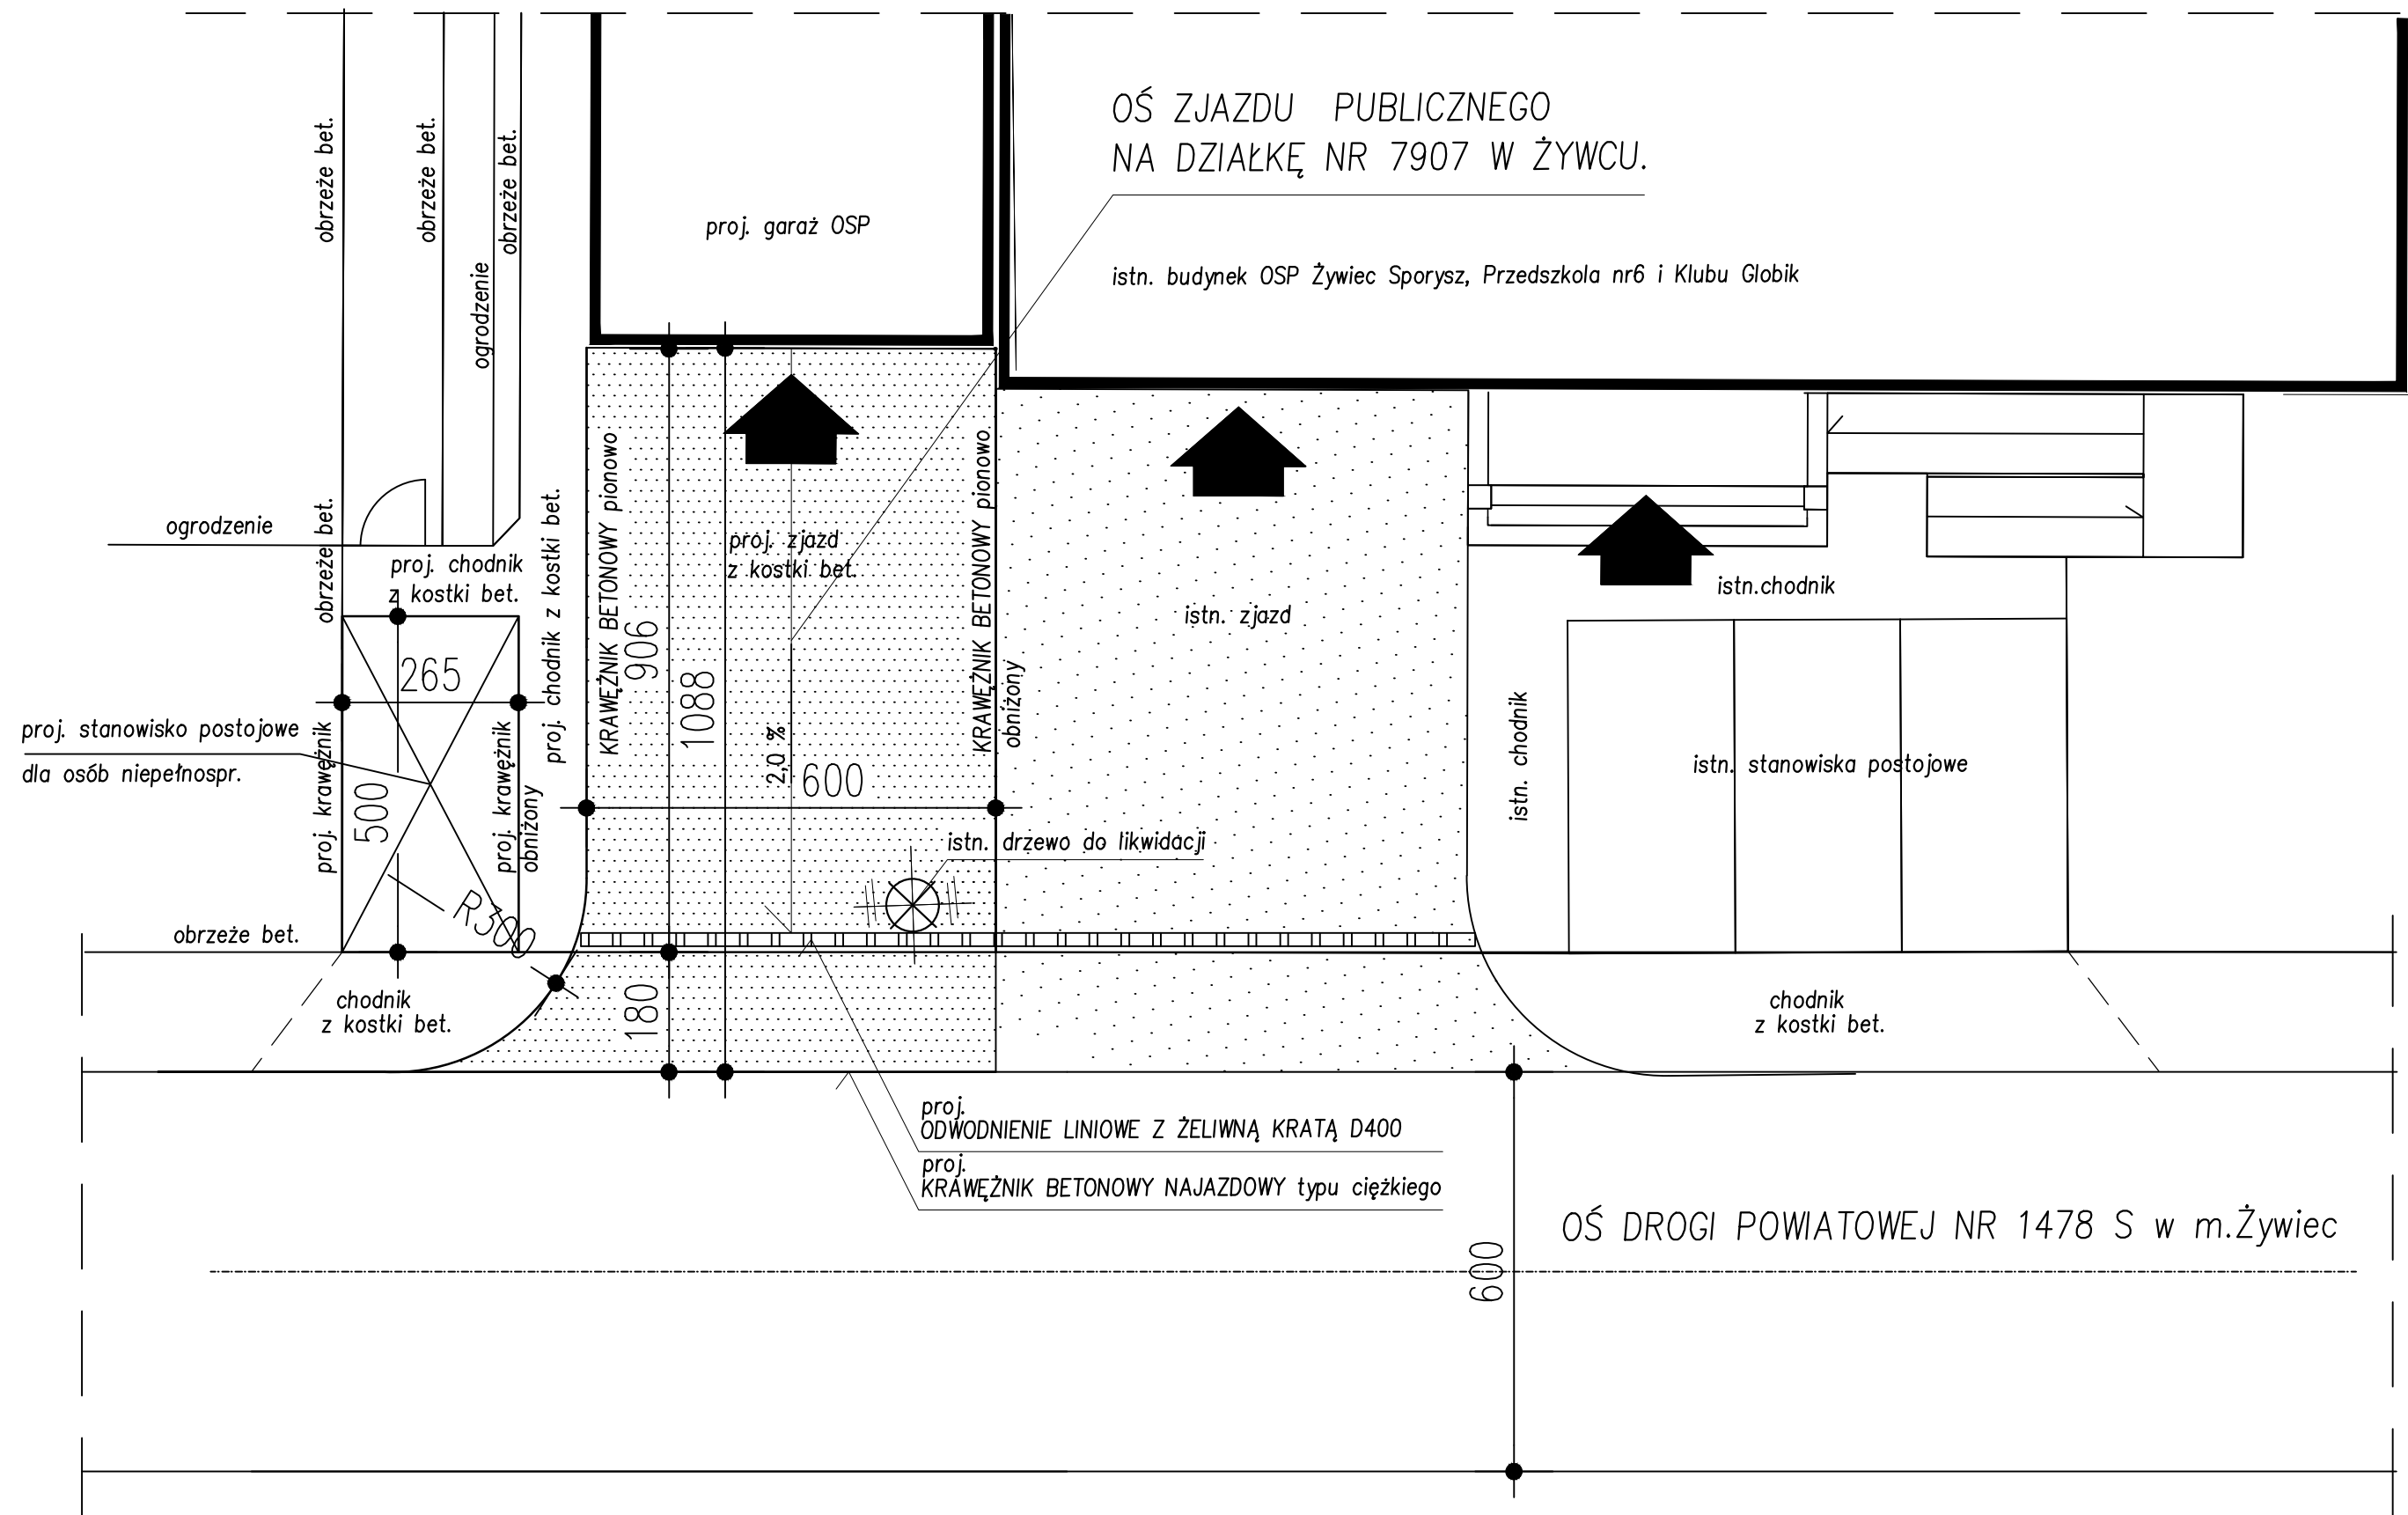 OŚ ZJAZDU PUBLICZNEGO
NA DZIAŁKĘ NR 7907 W ŻYWCU.
obrzeże bet.
obrzeże bet.
obrzeże bet.
ogrodzenie
proj. garaż OSP
istn. budynek OSP Żywiec Sporysz, Przedszkola nr6 i Klubu Globik
ogrodzenie
obrzeże bet.
proj. chodnik
z kostki bet.
proj. chodnik z kostki bet.
KRAWĘŻNIK BETONOWY pionowo
906
1088
proj. zjazd
z kostki bet.
2,0 %
600
KRAWĘŻNIK BETONOWY pionowo
obniżony
istn. zjazd
istn.chodnik
istn. chodnik
istn. stanowiska postojowe
265
proj. stanowisko postojowe
dla osób niepełnospr.
proj. krawężnik
500
proj. krawężnik
obniżony
R300
istn. drzewo do likwidacji
obrzeże bet.
chodnik
z kostki bet.
180
chodnik
z kostki bet.
proj.
ODWODNIENIE LINIOWE Z ŻELIWNĄ KRATĄ D400
proj.
KRAWĘŻNIK BETONOWY NAJAZDOWY typu ciężkiego
600
OŚ DROGI POWIATOWEJ NR 1478 S w m.Żywiec